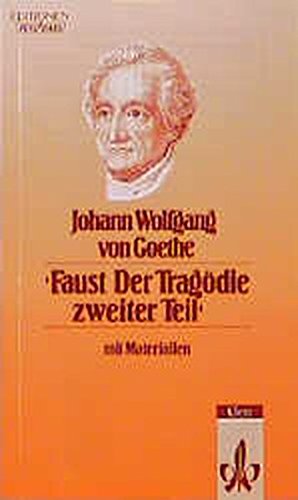 EDITIONEN
Johann Wolfgang
von Goethe
'Faust Der Tragödie
zweiter Teil'
mit Materialien
Klett